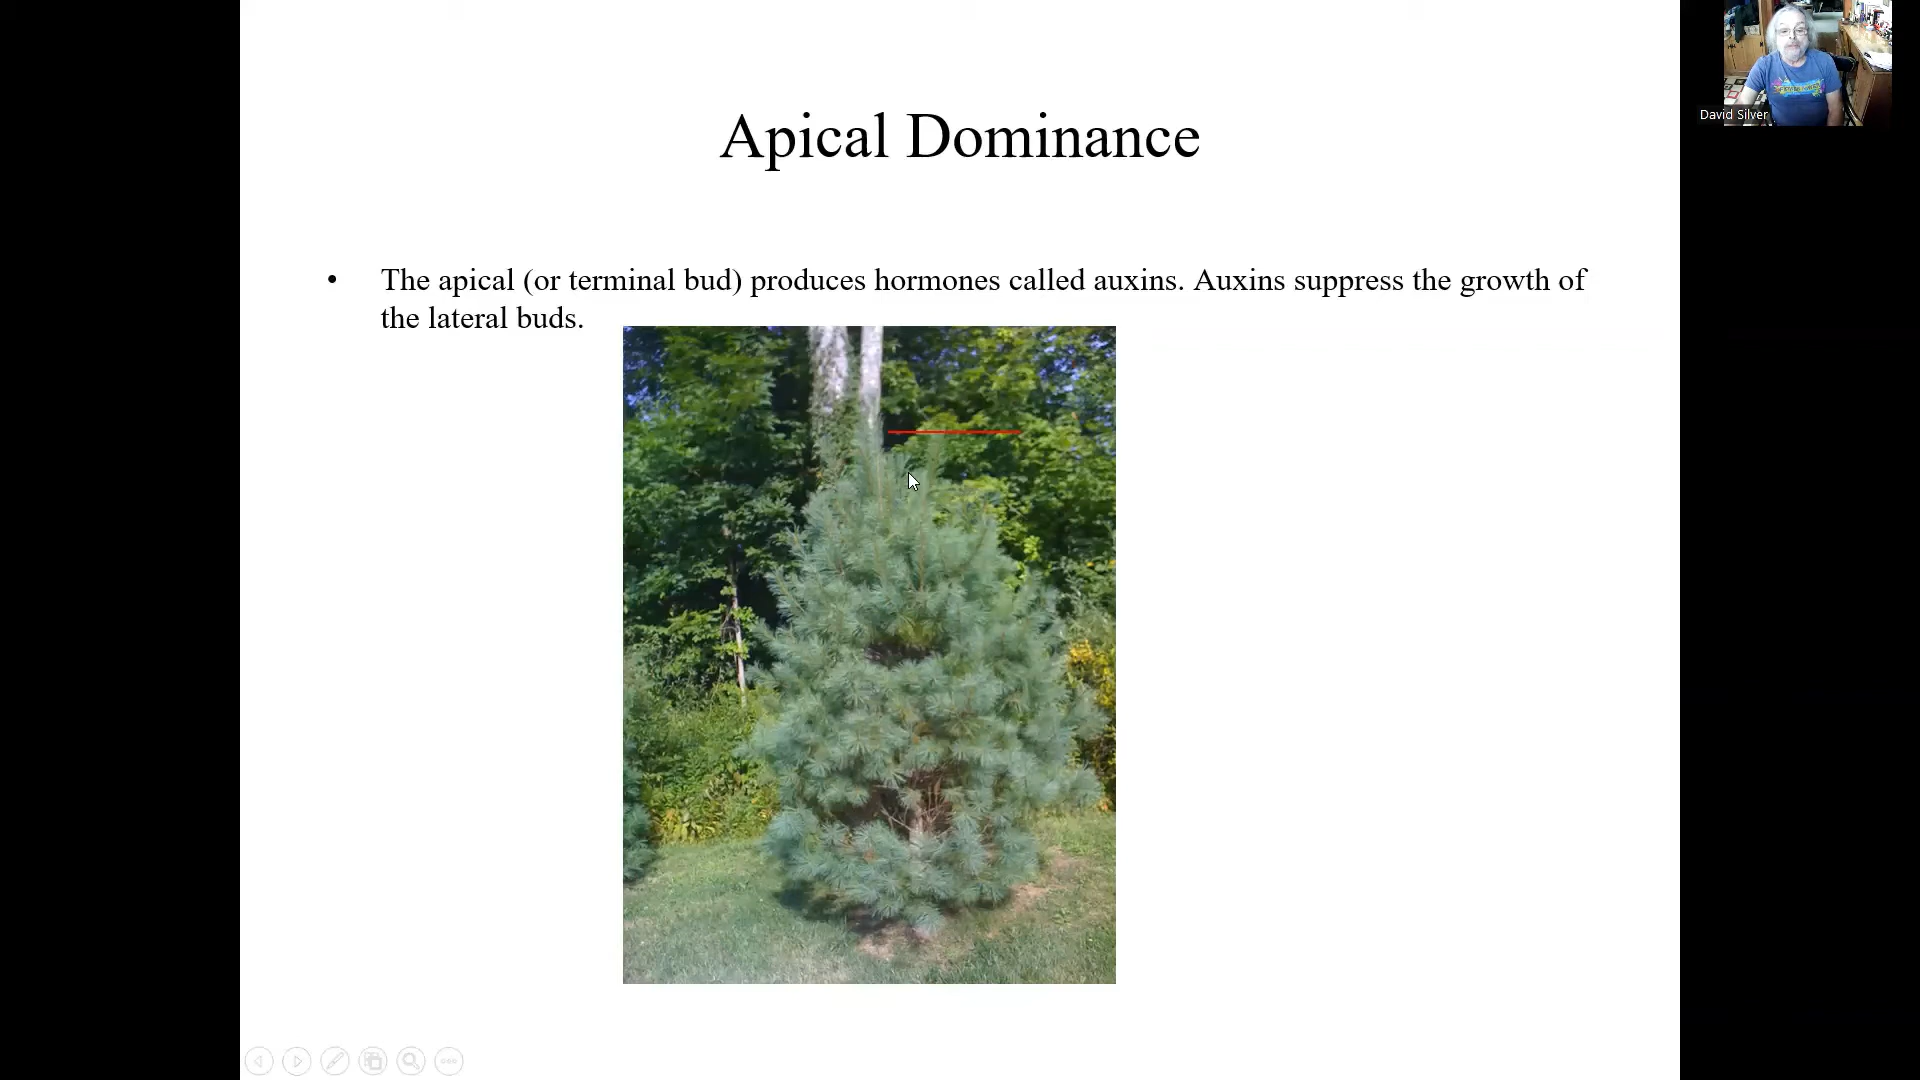 Apical Dominance
• The apical (or terminal bud) produces hormones called auxins. Auxins suppress the growth of
the lateral buds.
David Silver